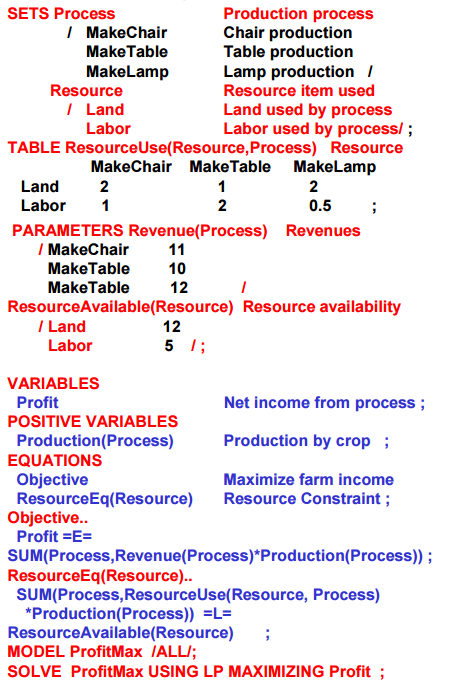 SETS Process Production process
/ MakeChair Chair production
MakeTable Table production
MakeLamp Lamp production /
Resource Resource item used
/ Land Land used by process
Labor Labor used by process/ ;
TABLE ResourceUse(Resource,Process) Resource
MakeChair MakeTable MakeLamp
Land 2 1 2
Labor 1 2 0.5 ;
PARAMETERS Revenue(Process) Revenues
/ MakeChair 11
MakeTable 10
MakeTable 12 /
ResourceAvailable(Resource) Resource availability
/ Land 12
Labor 5 / ;
VARIABLES
Profit Net income from process ;
POSITIVE VARIABLES
Production(Process) Production by crop ;
EQUATIONS
Objective Maximize farm income
ResourceEq(Resource) Resource Constraint ;
Objective..
Profit =E=
SUM(Process,Revenue(Process)*Production(Process)) ;
ResourceEq(Resource)..
SUM(Process,ResourceUse(Resource, Process)
*Production(Process)) =L=
ResourceAvailable(Resource) ;
MODEL ProfitMax /ALL/;
SOLVE ProfitMax USING LP MAXIMIZING Profit ;